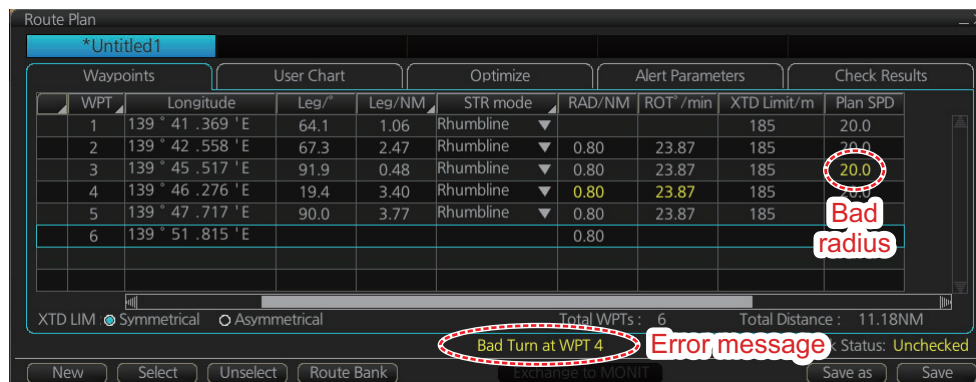 Route Plan
*Untitled1
Waypoints User Chart Optimize Alert Parameters Check Results
WPT Longitude Leg/° Leg/NM STR mode RAD/NM ROT°/min XTD Limit/m Plan SPD
1 139 ° 41 .369 'E 64.1 1.06 Rhumbline 185 20.0
2 139 ° 42 .558 'E 67.3 2.47 Rhumbline 0.80 23.87 185 20.0
3 139 ° 45 .517 'E 91.9 0.48 Rhumbline 0.80 23.87 185 20.0
4 139 ° 46 .276 'E 19.4 3.40 Rhumbline 0.80 23.87 185 20.0
5 139 ° 47 .717 'E 90.0 3.77 Rhumbline 0.80 23.87 185
Bad
6 139 ° 51 .815 'E 0.80
radius
XTD LIM : Symmetrical Asymmetrical Total WPTs : 6 Total Distance : 11.18NM
Bad Turn at WPT 4 Error message Status: Unchecked
New Select Unselect Route Bank Exchange to MONIT Save as Save